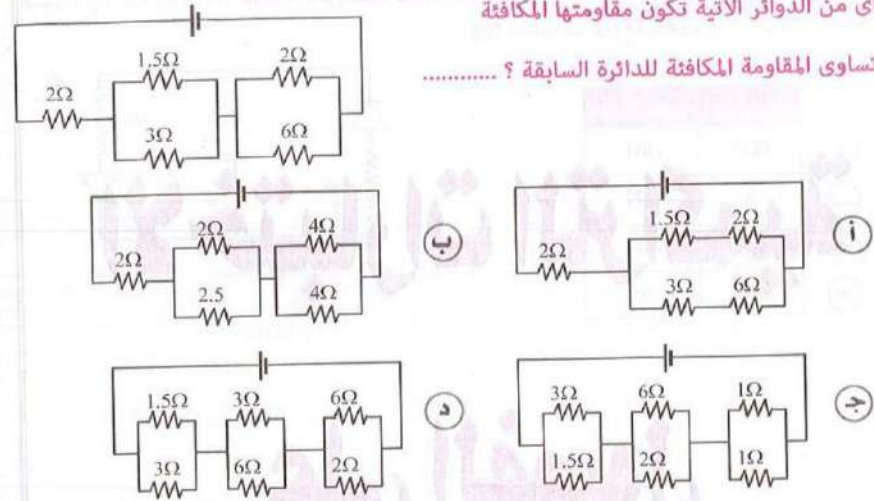 أى من الدوائر الآتية تكون مقاومتها المكافئة
تساوى المقاومة المكافئة للدائرة السابقة ؟ ............
2Ω
1.5Ω
2Ω
3Ω
6Ω
أ
2Ω
1.5Ω
2Ω
3Ω
6Ω
ب
2Ω
2Ω
4Ω
2.5
4Ω
ج
3Ω
6Ω
1Ω
1.5Ω
2Ω
1Ω
د
1.5Ω
3Ω
6Ω
3Ω
6Ω
2Ω